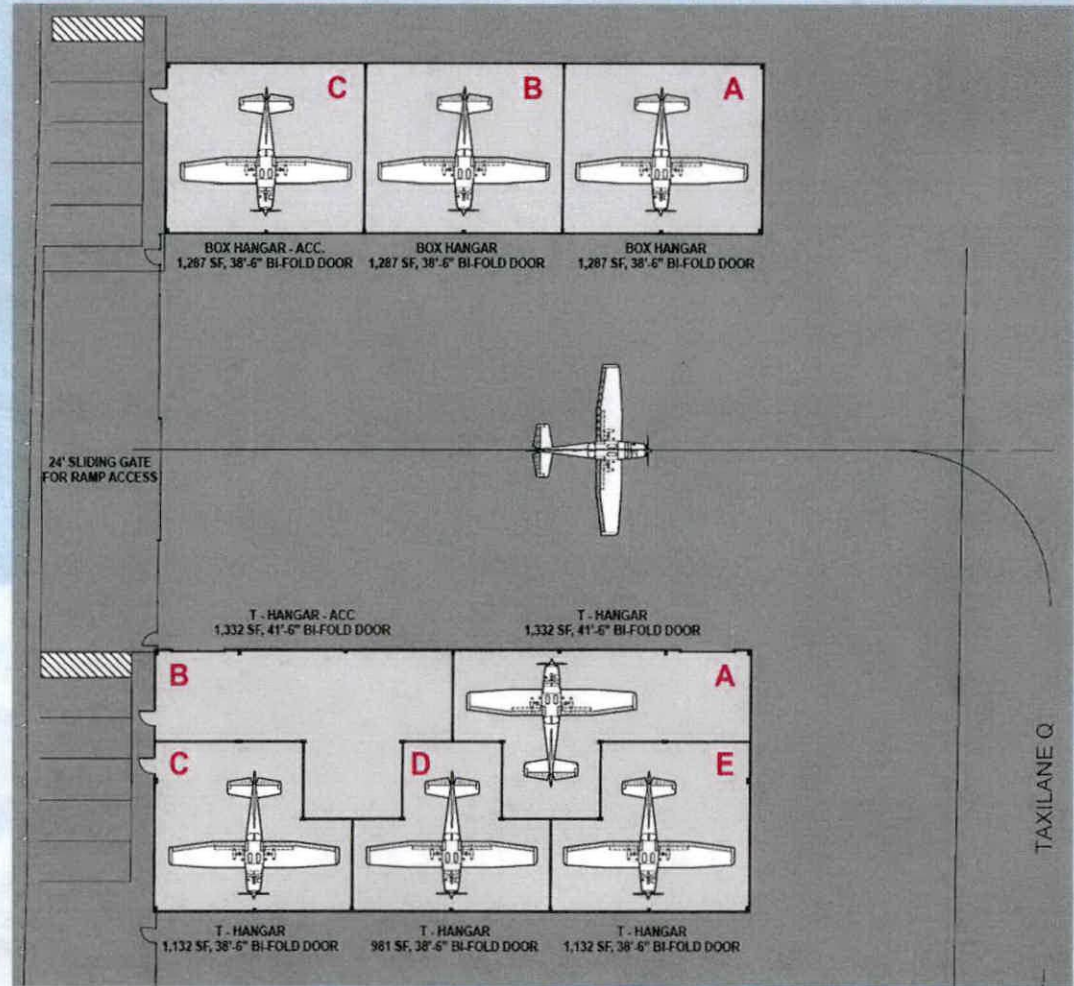 C
B
A
BOX HANGAR - ACC.
1,287 SF, 38'-6" BI-FOLD DOOR
BOX HANGAR
1,287 SF, 38'-6" BI-FOLD DOOR
BOX HANGAR
1,287 SF, 38'-6" BI-FOLD DOOR
24' SLIDING GATE
FOR RAMP ACCESS
T - HANGAR - ACC
1,332 SF, 41'-6" BI-FOLD DOOR
T - HANGAR
1,332 SF, 41'-6" BI-FOLD DOOR
B
A
C
D
E
TAXILANE Q
T - HANGAR
1,132 SF, 38'-6" BI-FOLD DOOR
T - HANGAR
981 SF, 38'-6" BI-FOLD DOOR
T - HANGAR
1,132 SF, 38'-6" BI-FOLD DOOR